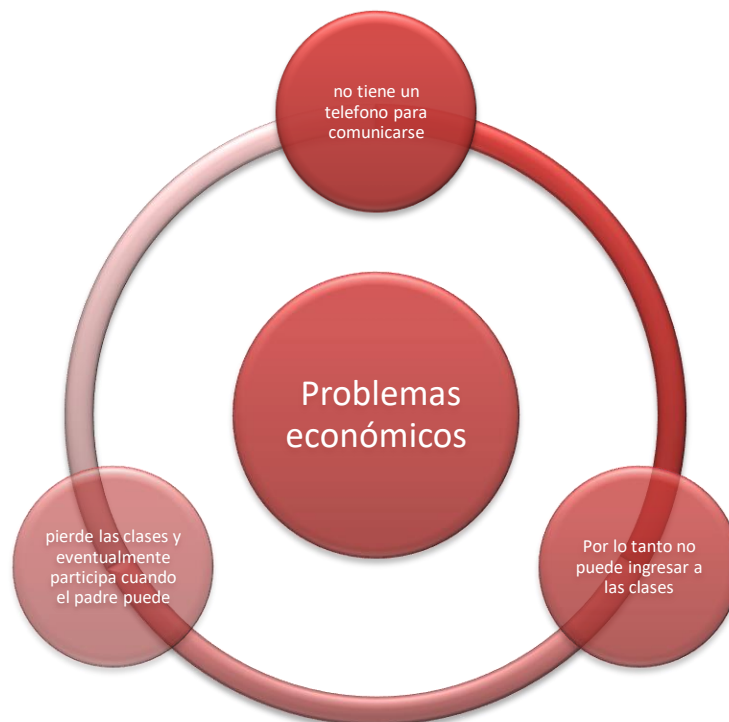 no tiene un
telefono para
comunicarse
Problemas
económicos
Por lo tanto no
puede ingresar a
las clases
pierde las clases y
eventualmente
participa cuando
el padre puede